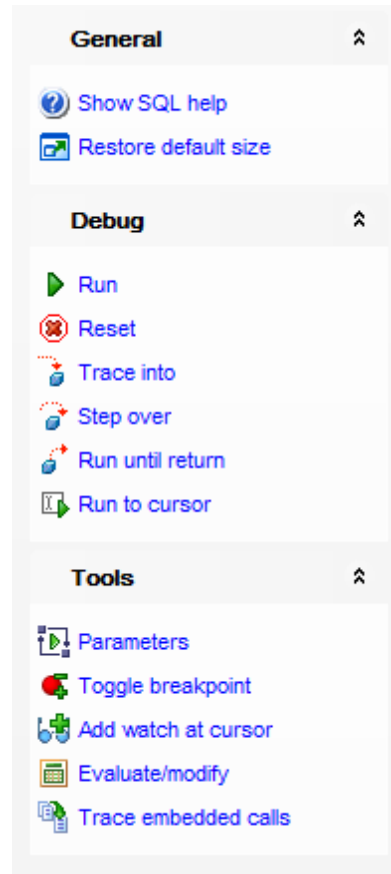 General
Show SQL help
Restore default size
Debug
Run
Reset
Trace into
Step over
Run until return
Run to cursor
Tools
Parameters
Toggle breakpoint
Add watch at cursor
Evaluate/modify
Trace embedded calls